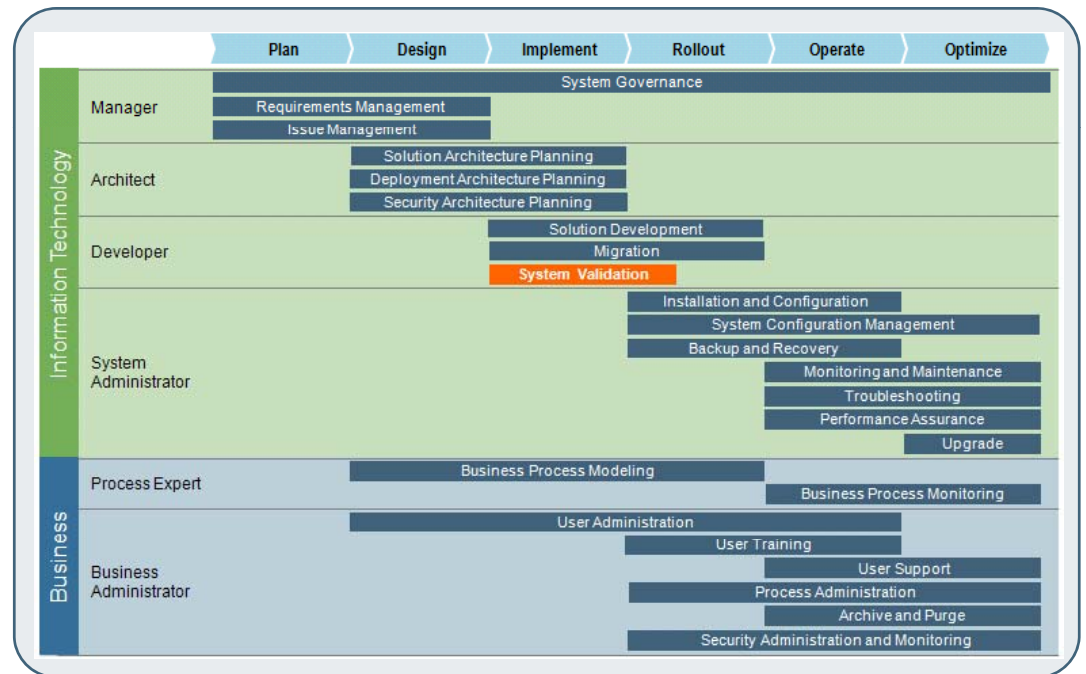 Plan Design Implement Rollout Operate Optimize
Information Technology
Manager
System Governance
Requirements Management
Issue Management
Architect
Solution Architecture Planning
Deployment Architecture Planning
Security Architecture Planning
Developer
Solution Development
Migration
System Validation
System
Administrator
Installation and Configuration
System Configuration Management
Backup and Recovery
Monitoring and Maintenance
Troubleshooting
Performance Assurance
Upgrade
Business
Process Expert
Business Process Modeling
Business Process Monitoring
Business
Administrator
User Administration
User Training
User Support
Process Administration
Archive and Purge
Security Administration and Monitoring